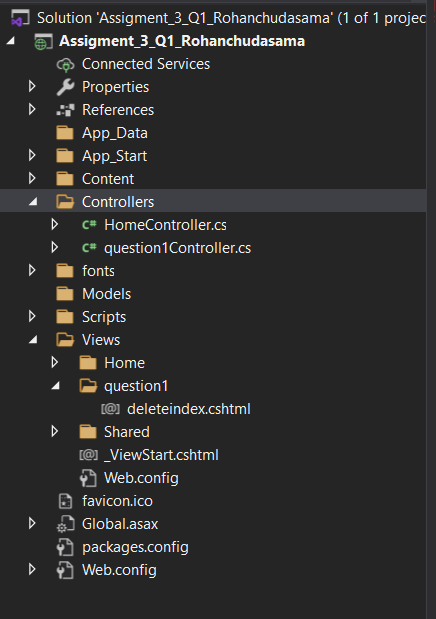 Solution 'Assigment_3_Q1_Rohanchudasama' (1 of 1 projec
Assigment_3_Q1_Rohanchudasama
Connected Services
Properties
References
App_Data
App_Start
Content
Controllers
C# HomeController.cs
C# question1Controller.cs
fonts
Models
Scripts
Views
Home
question1
[@] deleteindex.cshtml
Shared
[@] _ViewStart.cshtml
Web.config
favicon.ico
Global.asax
packages.config
Web.config